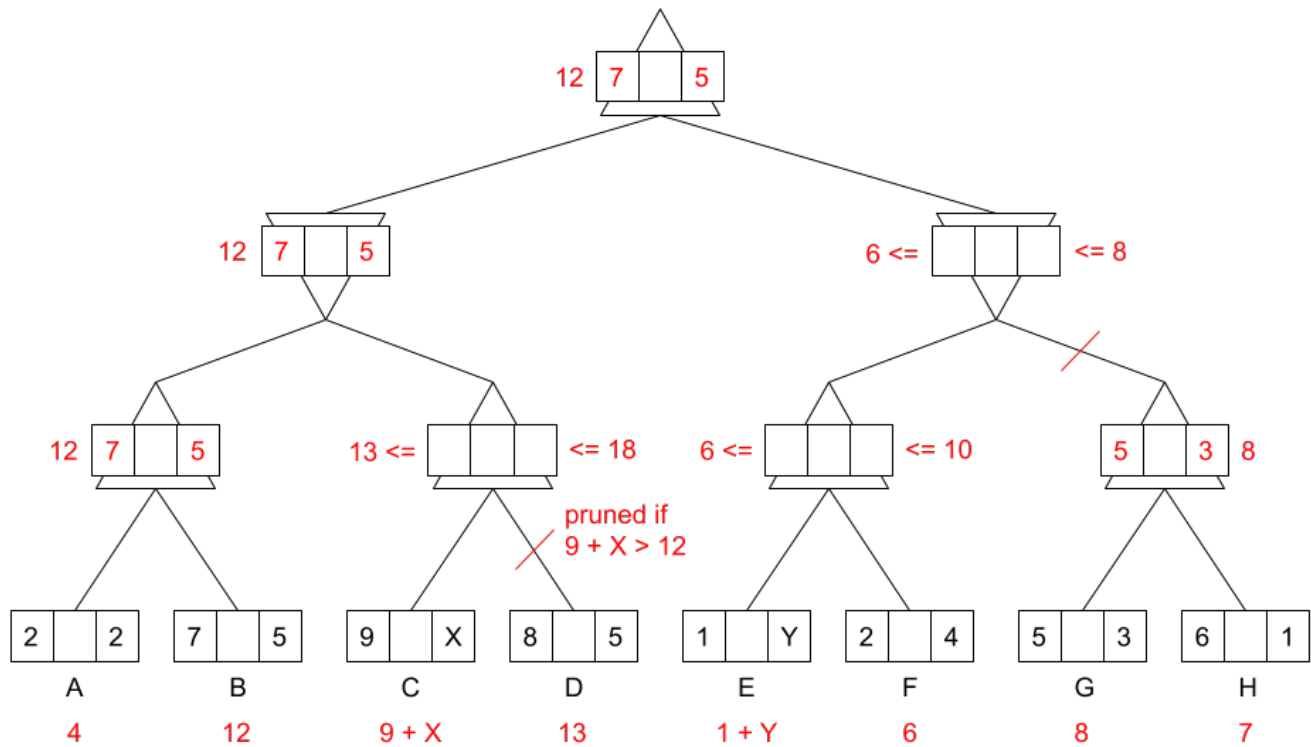 12 7 5
12 7 5
6 <= <= 8
12 7 5
13 <= <= 18
6 <= <= 10
5 3 8
pruned if
9 + X > 12
2 2
7 5
9 X
8 5
1 Y
2 4
5 3
6 1
A B C D E F G H
4 12 9 + X 13 1 + Y 6 8 7